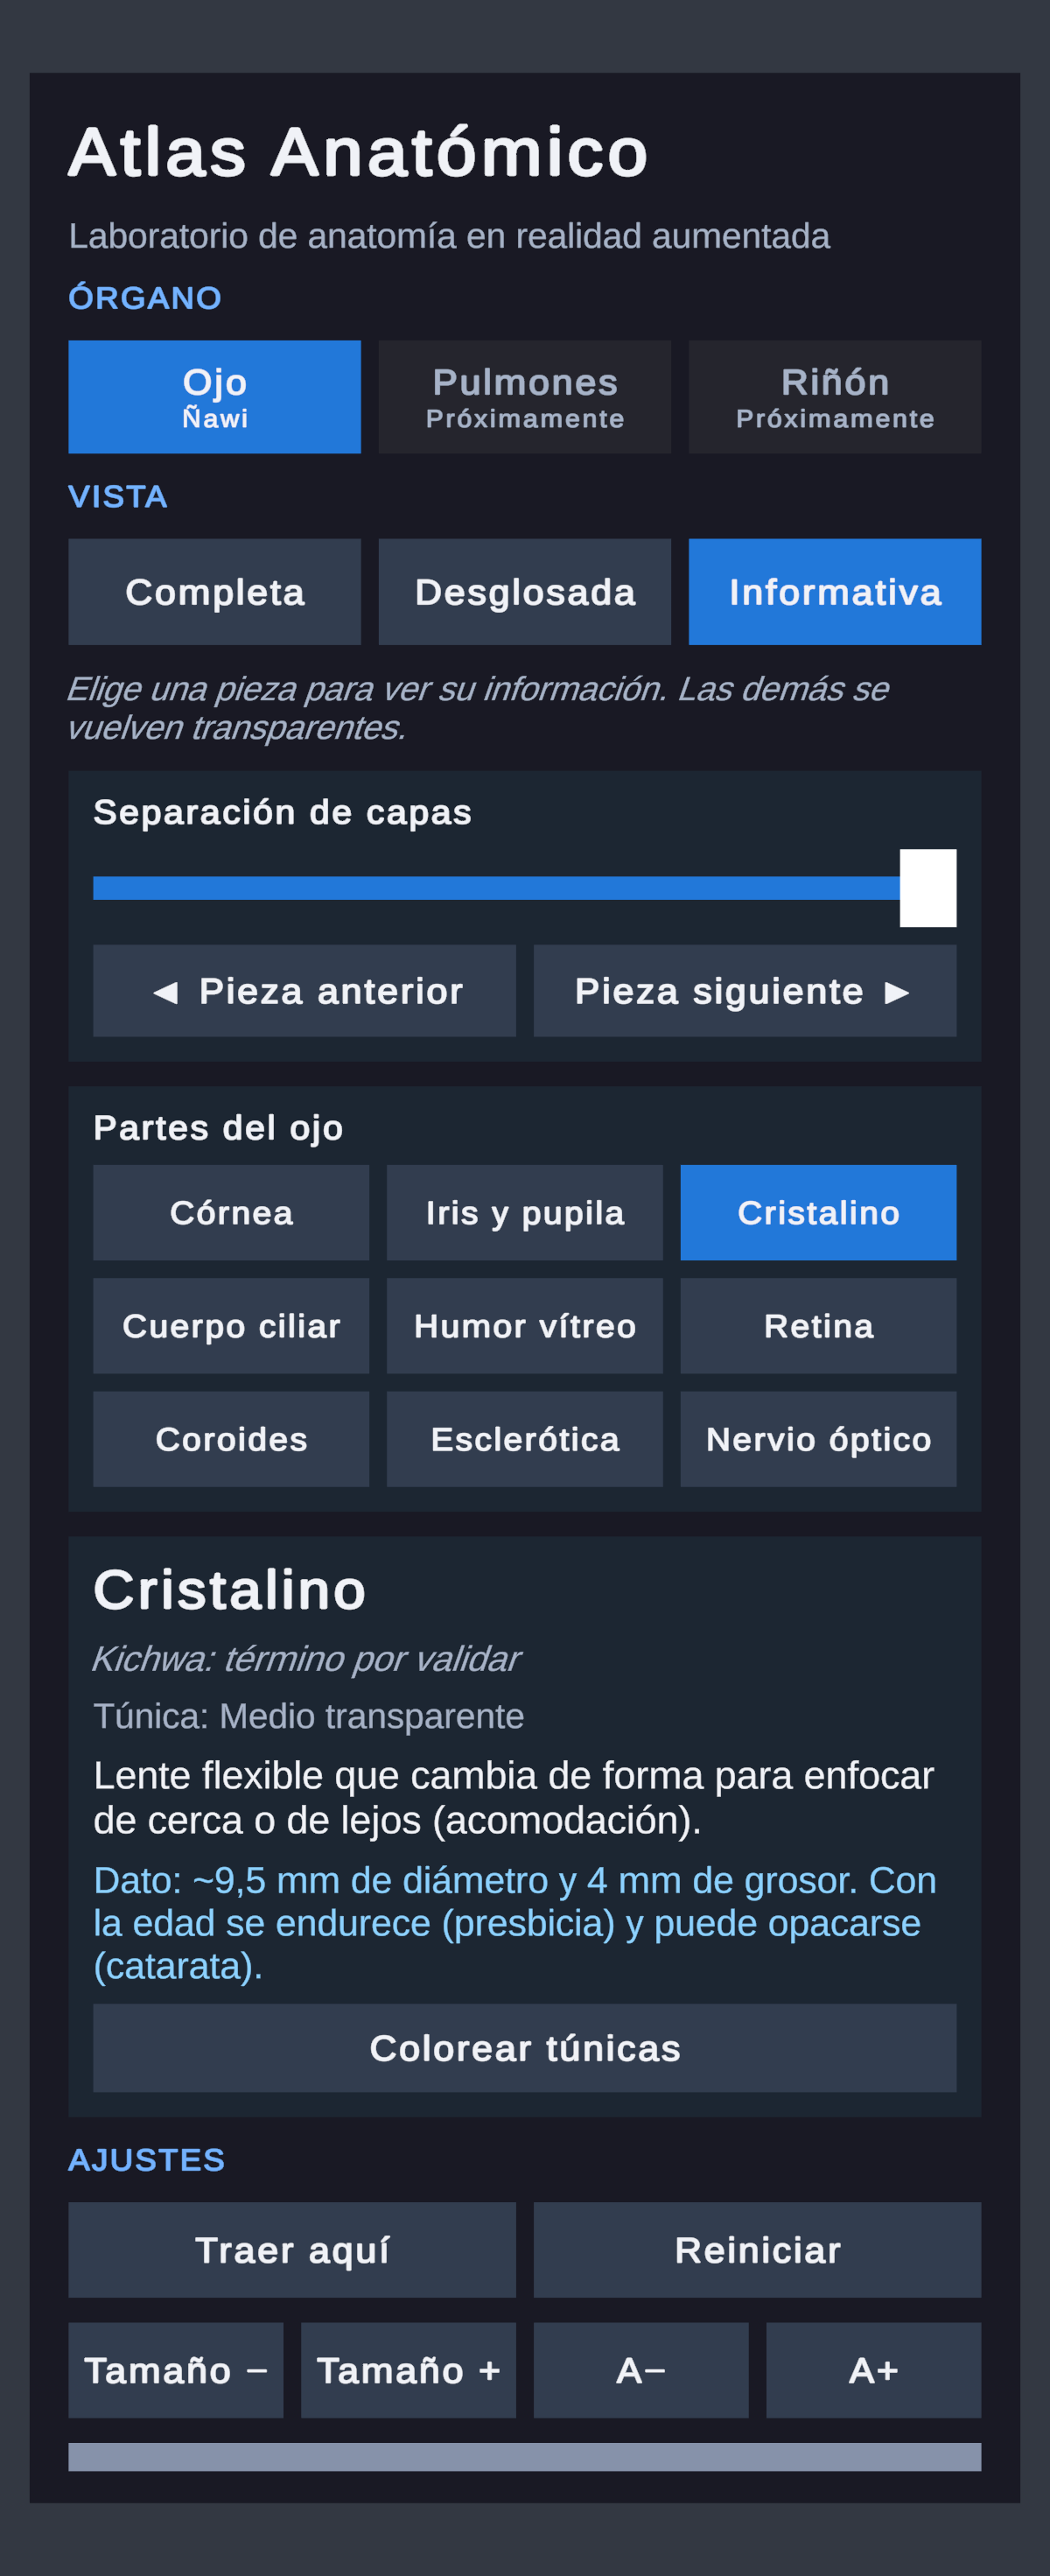 Atlas Anatómico
Laboratorio de anatomía en realidad aumentada
ÓRGANO
Ojo
Ñawi
Pulmones
Próximamente
Riñón
Próximamente
VISTA
Completa
Desglosada
Informativa
Elige una pieza para ver su información. Las demás se
vuelven transparentes.
Separación de capas
◄ Pieza anterior
Pieza siguiente ►
Partes del ojo
Córnea
Iris y pupila
Cristalino
Cuerpo ciliar
Humor vítreo
Retina
Coroides
Esclerótica
Nervio óptico
Cristalino
Kichwa: término por validar
Túnica: Medio transparente
Lente flexible que cambia de forma para enfocar
de cerca o de lejos (acomodación).
Dato: ~9,5 mm de diámetro y 4 mm de grosor. Con
la edad se endurece (presbicia) y puede opacarse
(catarata).
Colorear túnicas
AJUSTES
Traer aquí
Reiniciar
Tamaño −
Tamaño +
A−
A+